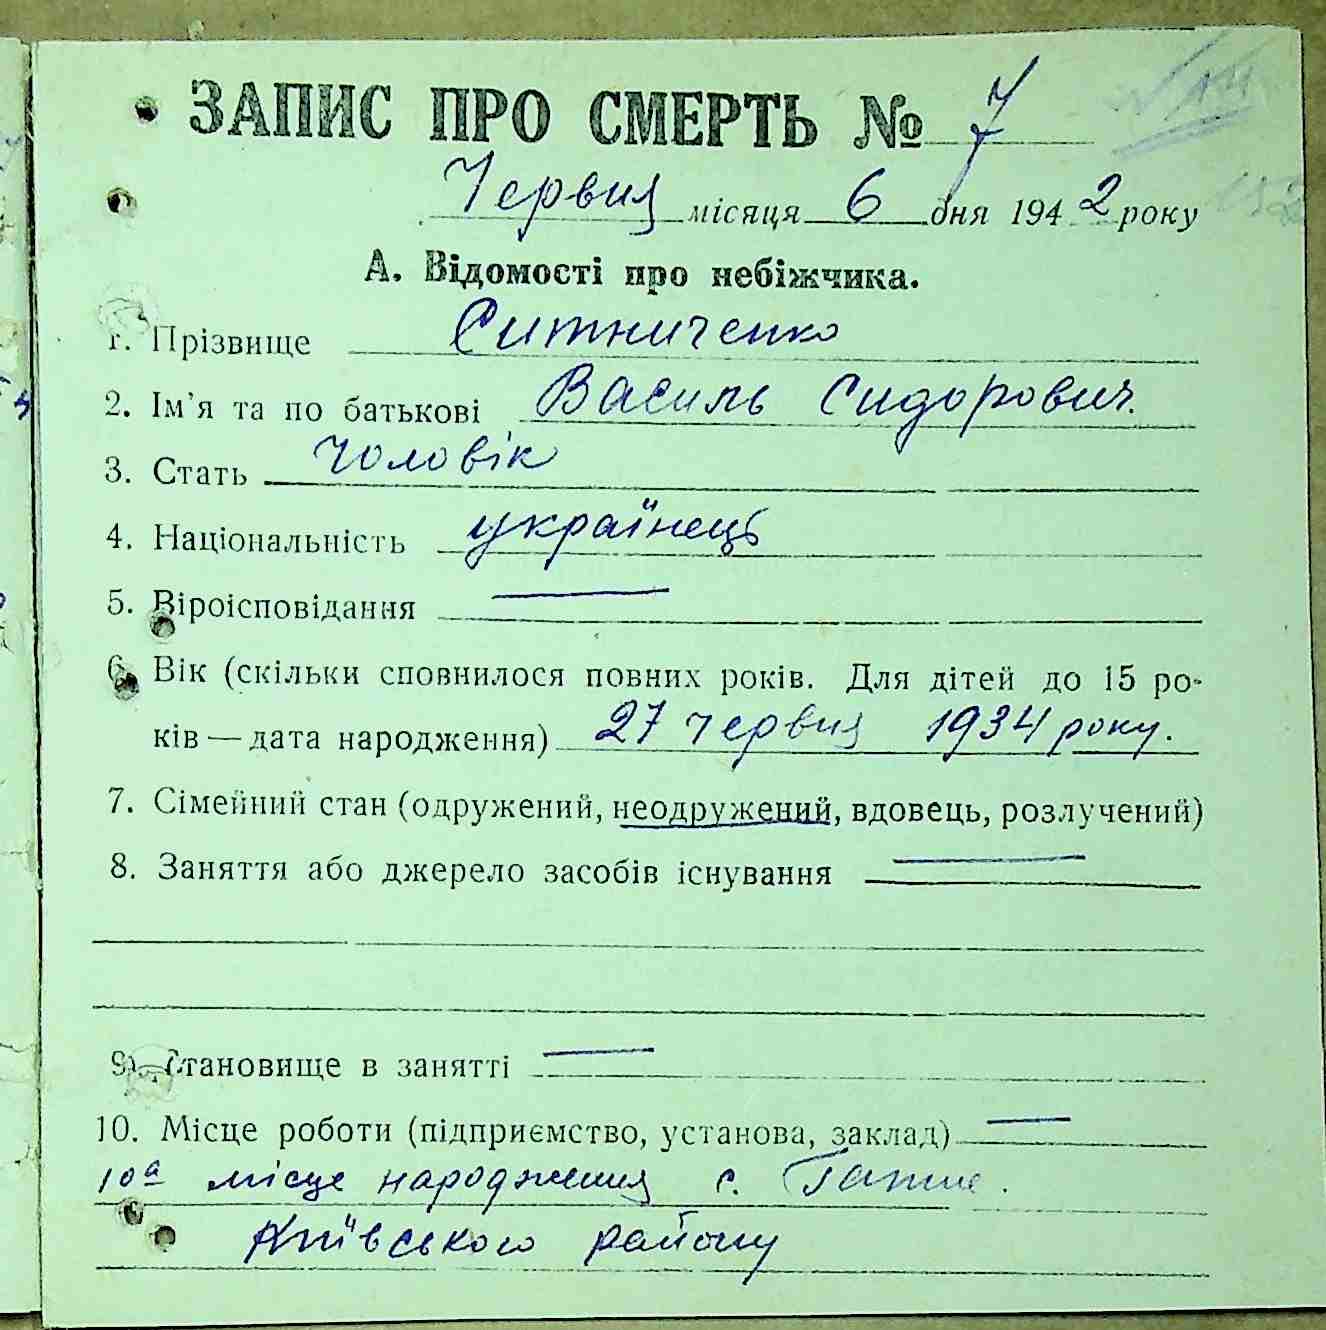 ЗАПИС ПРО СМЕРТЬ № 7
Червня місяця 6 дня 1942 року
А. Відомості про небіжчика.
1. Прізвище Ситниченко
2. Ім'я та по батькові Василь Сидорович.
3. Стать чоловік
4. Національність українець
5. Віроісповідання —
6. Вік (скільки сповнилося повних років. Для дітей до 15 ро-
ків — дата народження) 27 червня 1934 року.
7. Сімейний стан (одружений, неодружений, вдовець, розлучений)
8. Заняття або джерело засобів існування —
9. Становище в занятті —
10. Місце роботи (підприємство, установа, заклад) —
10а місце народження с. Гатне.
Київського району